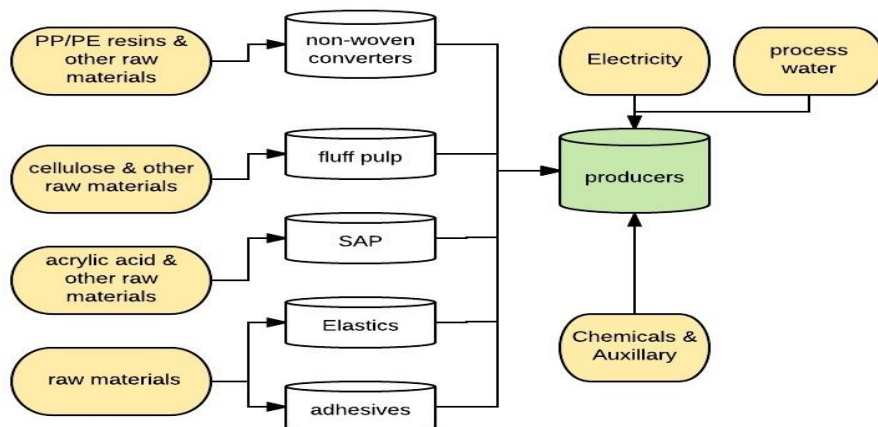 PP/PE resins &
other raw
materials
non-woven
converters
Electricity
process
water
cellulose & other
raw materials
fluff pulp
producers
acrylic acid &
other raw
materials
SAP
Elastics
Chemicals &
Auxillary
raw materials
adhesives